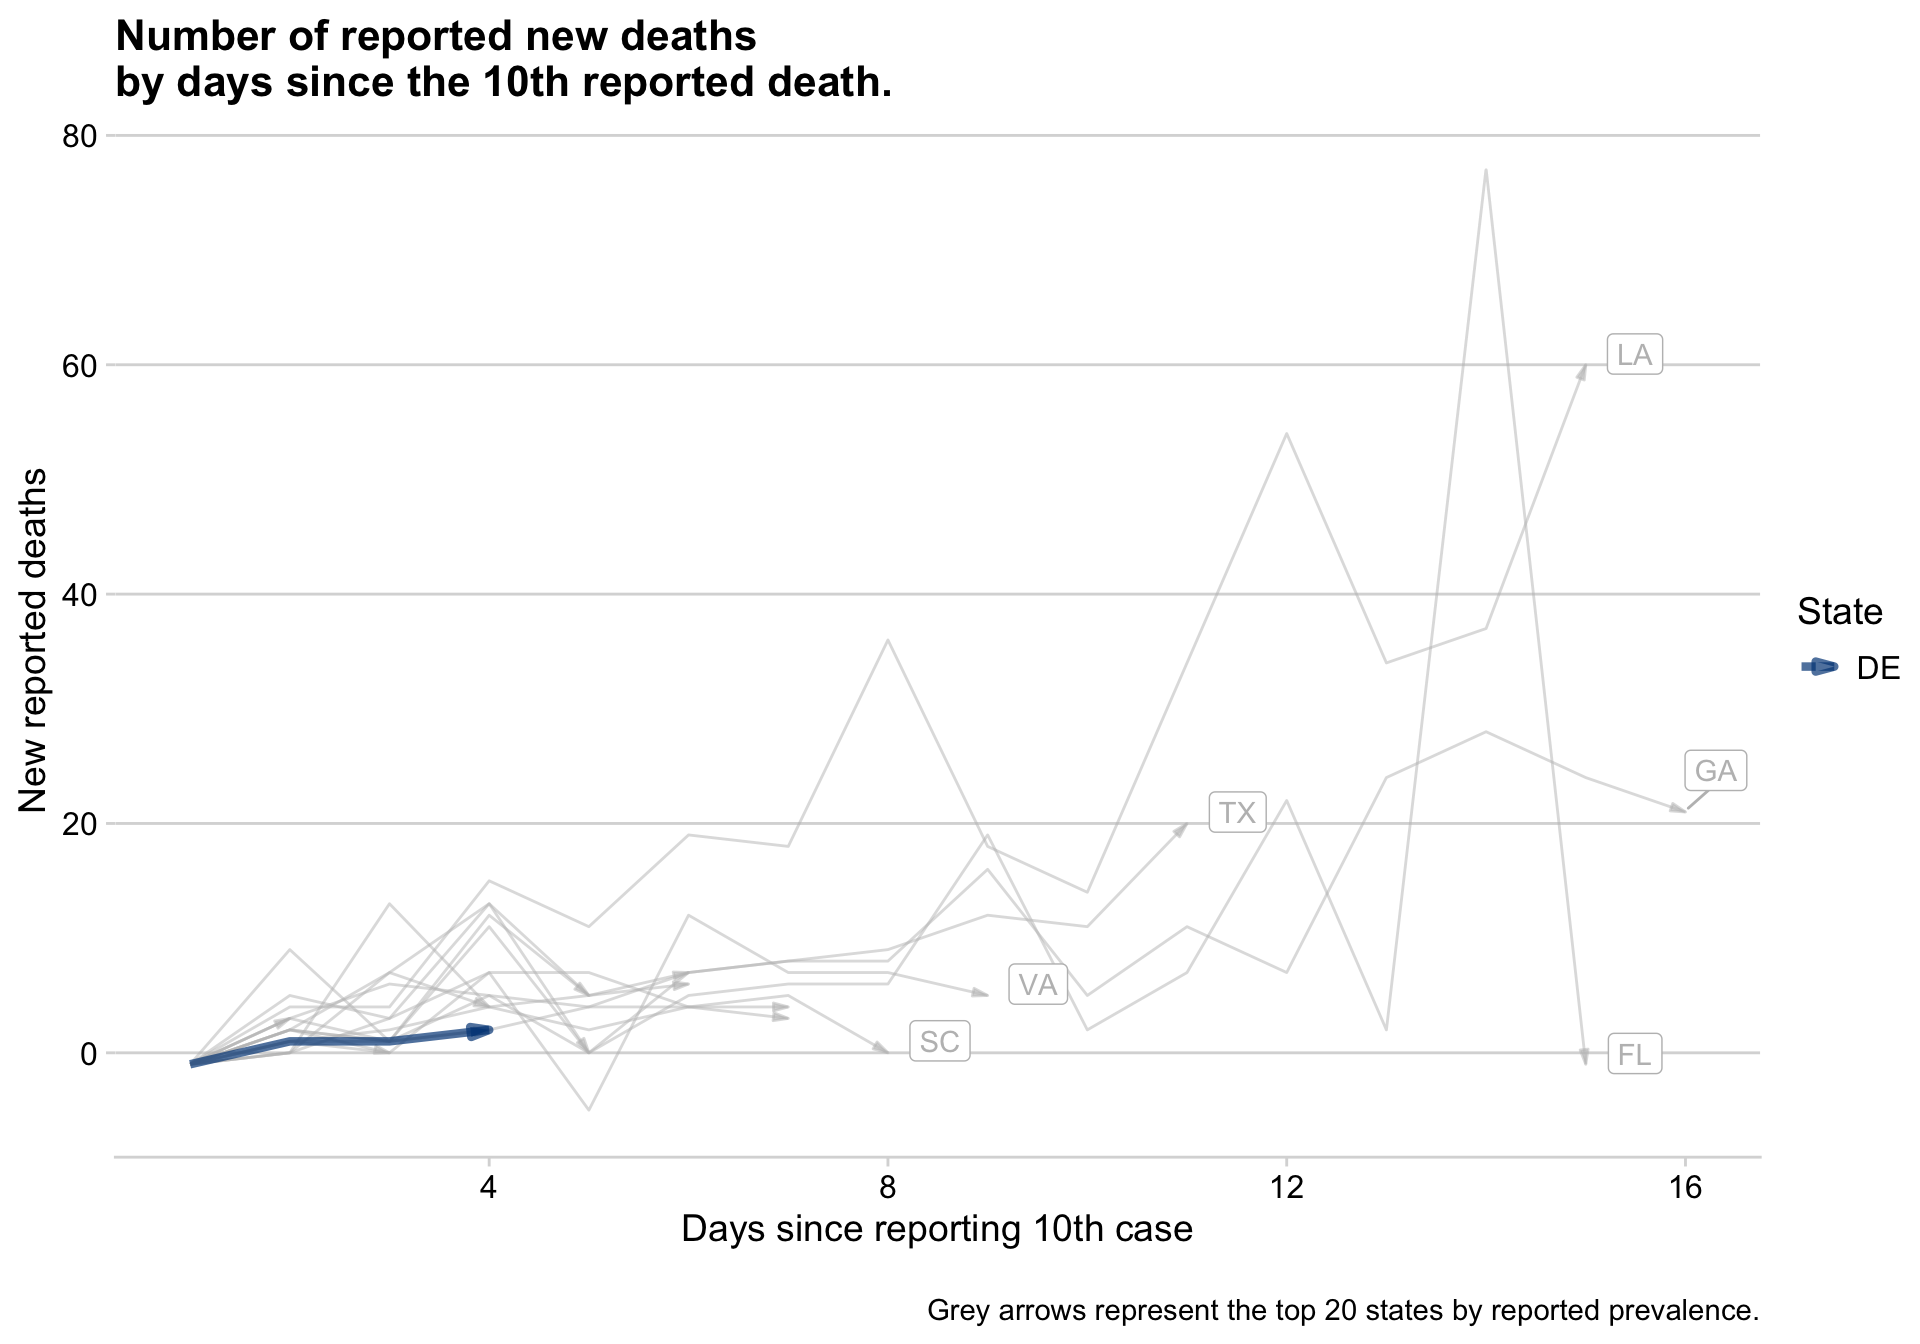 Number of reported new deaths
by days since the 10th reported death.
80
60
40
20
0
New reported deaths
LA
GA
TX
VA
SC
FL
State
DE
4
8
12
16
Days since reporting 10th case
Grey arrows represent the top 20 states by reported prevalence.